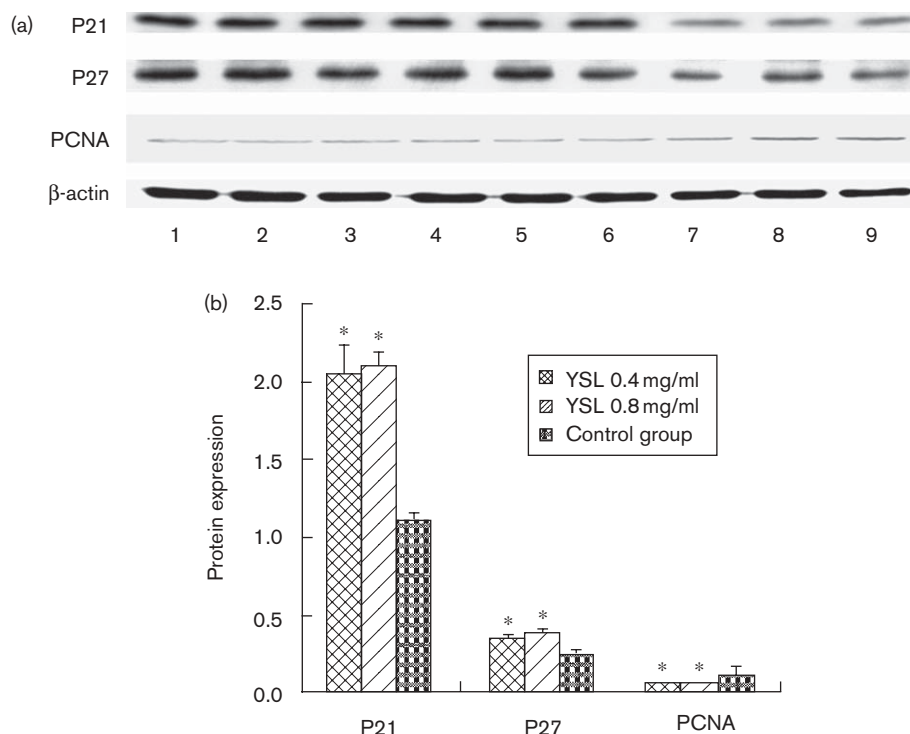 (a)
P21
P27
PCNA
β-actin
1 2 3 4 5 6 7 8 9
(b)
2.5
2.0
1.5
1.0
0.5
0.0
Protein expression
* *
* *
* *
YSL 0.4 mg/ml
YSL 0.8 mg/ml
Control group
P21 P27 PCNA